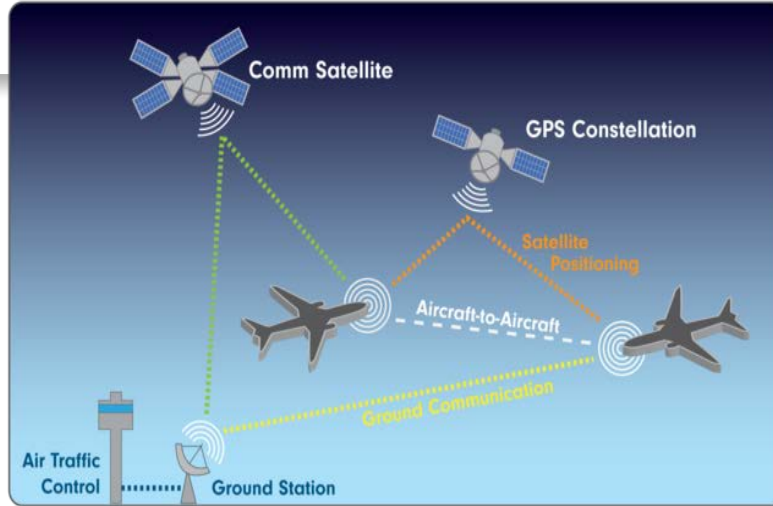 Comm Satellite
GPS Constellation
Satellite
Positioning
Aircraft-to-Aircraft
Ground Communication
Air Traffic
Control
Ground Station